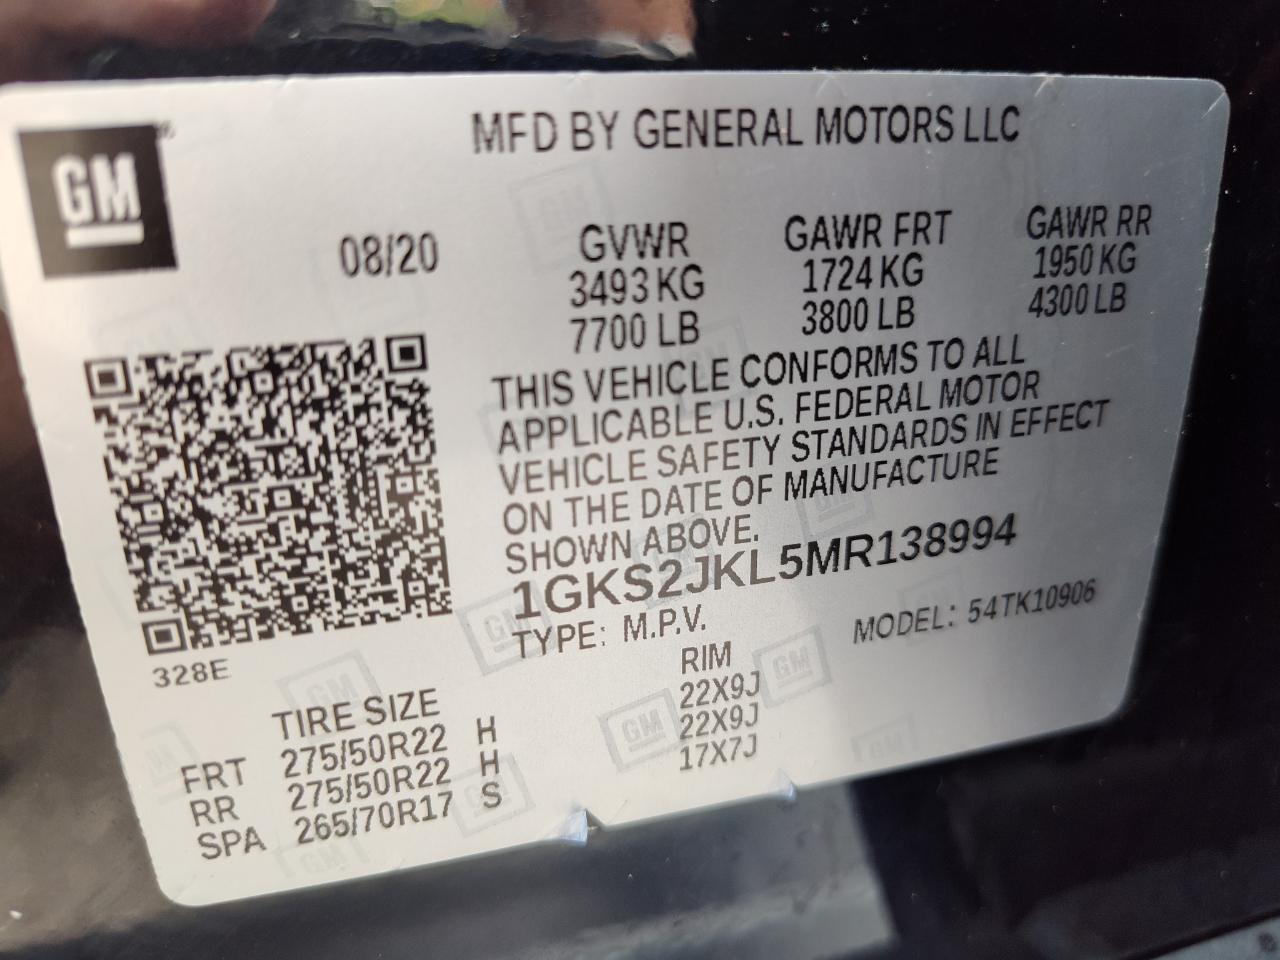 GM
MFD BY GENERAL MOTORS LLC
08/20
GVWR GAWR FRT GAWR RR
3493 KG 1724 KG 1950 KG
7700 LB 3800 LB 4300 LB
THIS VEHICLE CONFORMS TO ALL
APPLICABLE U.S. FEDERAL MOTOR
VEHICLE SAFETY STANDARDS IN EFFECT
ON THE DATE OF MANUFACTURE
SHOWN ABOVE.
1GKS2JKL5MR138994
TYPE: M.P.V. MODEL: 54TK10906
328E
TIRE SIZE RIM
FRT 275/50R22 H 22X9J
RR 275/50R22 H 22X9J
SPA 265/70R17 S 17X7J